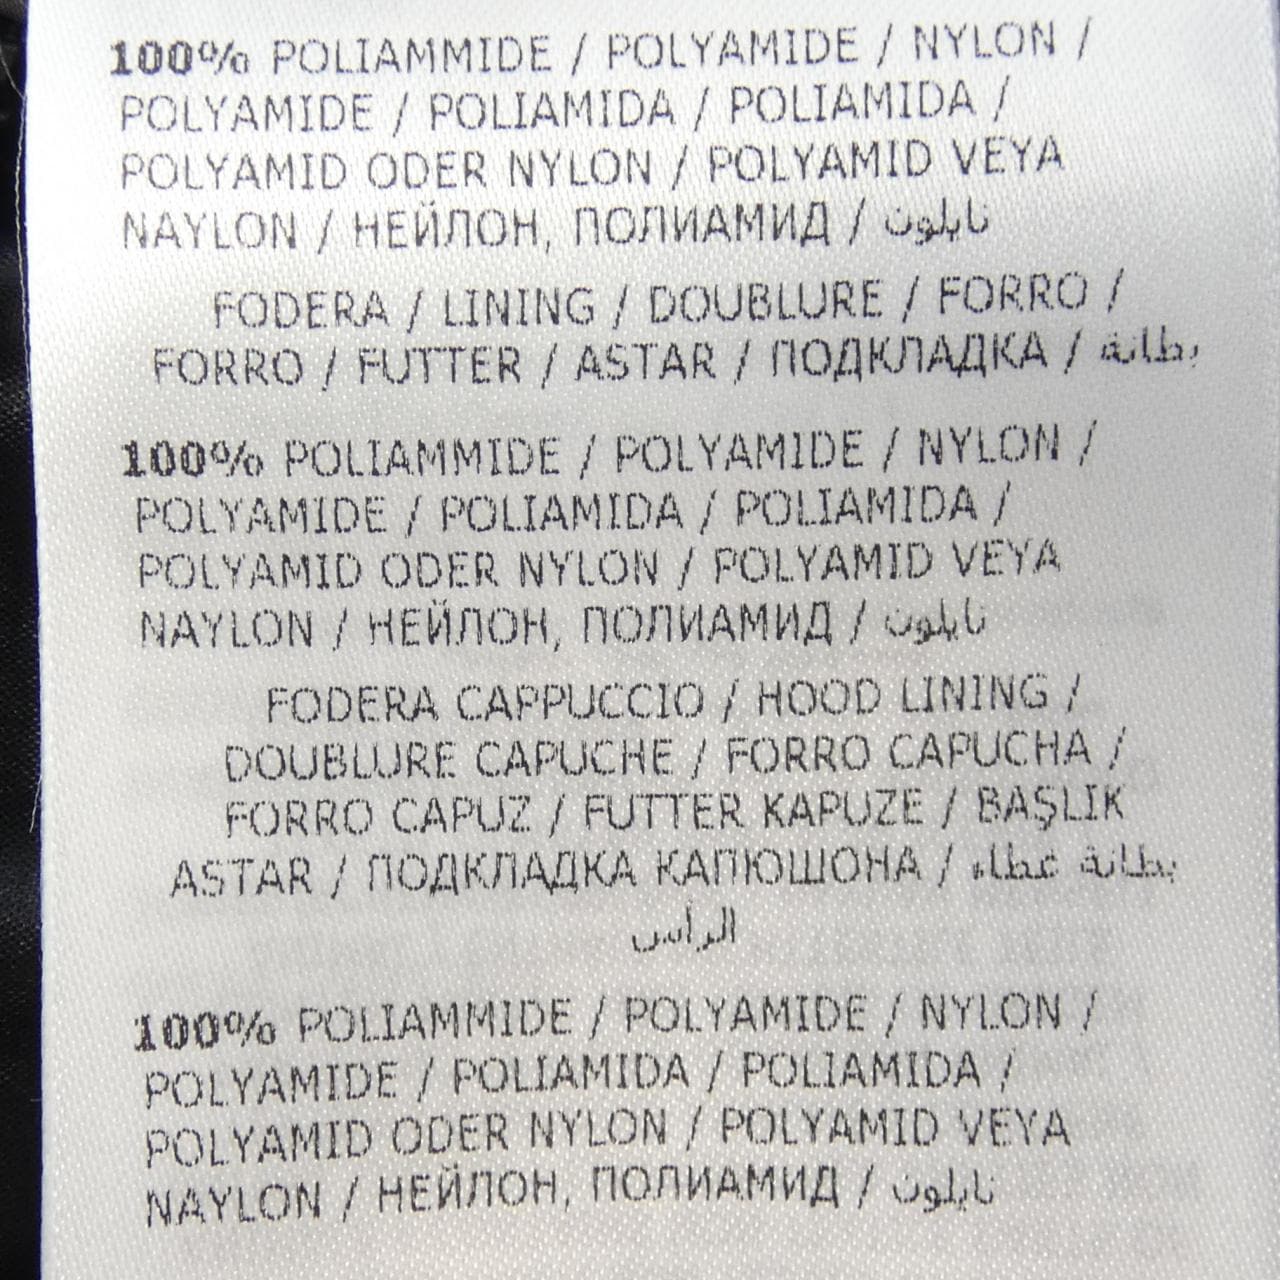 100% POLIAMMIDE / POLYAMIDE / NYLON /
POLYAMIDE / POLIAMIDA / POLIAMIDA /
POLYAMID ODER NYLON / POLYAMID VEYA
NAYLON / НЕЙЛОН, ПОЛИАМИД / نايلون
FODERA / LINING / DOUBLURE / FORRO /
FORRO / FUTTER / ASTAR / ПОДКЛАДКА / بطانة
100% POLIAMMIDE / POLYAMIDE / NYLON /
POLYAMIDE / POLIAMIDA / POLIAMIDA /
POLYAMID ODER NYLON / POLYAMID VEYA
NAYLON / НЕЙЛОН, ПОЛИАМИД / نايلون
FODERA CAPPUCCIO / HOOD LINING /
DOUBLURE CAPUCHE / FORRO CAPUCHA /
FORRO CAPUZ / FUTTER KAPUZE / BAŞLIK
ASTAR / ПОДКЛАДКА КАПЮШОНА / بطانة غطاء
الرأس
100% POLIAMMIDE / POLYAMIDE / NYLON /
POLYAMIDE / POLIAMIDA / POLIAMIDA /
POLYAMID ODER NYLON / POLYAMID VEYA
NAYLON / НЕЙЛОН, ПОЛИАМИД / نايلون